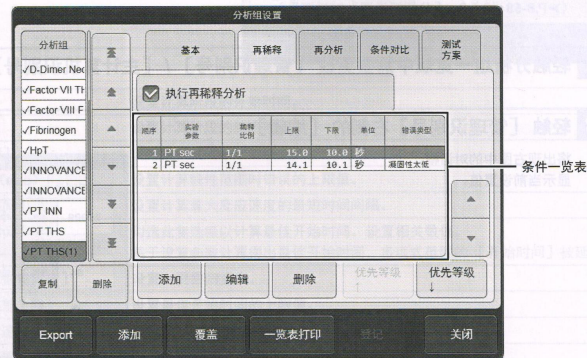 分析组设置
分析组
√D-Dimer Nec
√Factor VII TH
√Factor VIII F
√Fibrinogen
√HpT
√INNOVANCE
√INNOVANCE
√PT INN
√PT THS
√PT THS(1)
复制
删除
基本
再稀释
再分析
条件对比
测试
方案
执行再稀释分析
顺序 实验参数 稀释比例 上限 下限 单位 错误类型
1 PT sec 1/1 15.0 10.0 秒
2 PT sec 1/1 14.1 10.1 秒 凝固性太低
条件一览表
添加
编辑
删除
优先等级
↑
优先等级
↓
Export
添加
覆盖
一览表打印
登记
关闭